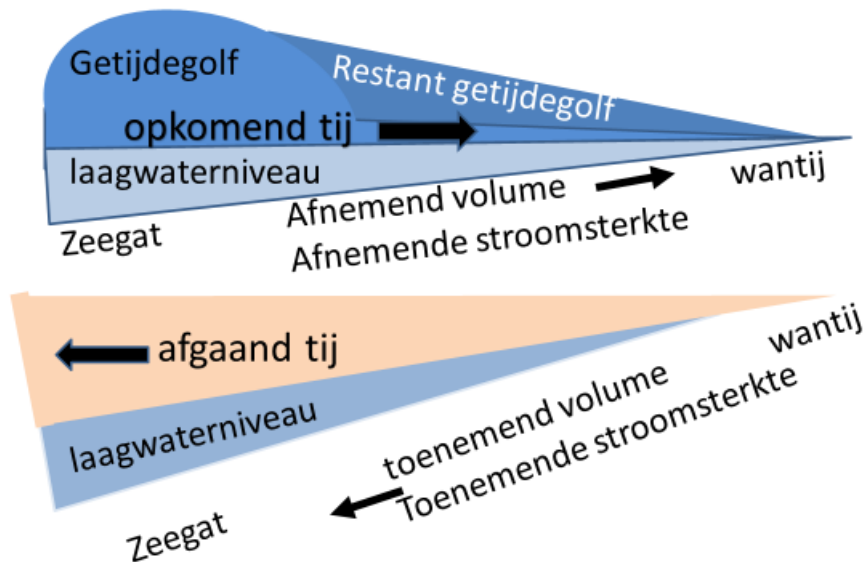 Getijdegolf
Restant getijdegolf
opkomend tij
laagwaterniveau
wantij
Afnemend volume
Zeegat
Afnemende stroomsterkte
afgaand tij
wantij
laagwaterniveau
toenemend volume
Toenemende stroomsterkte
Zeegat